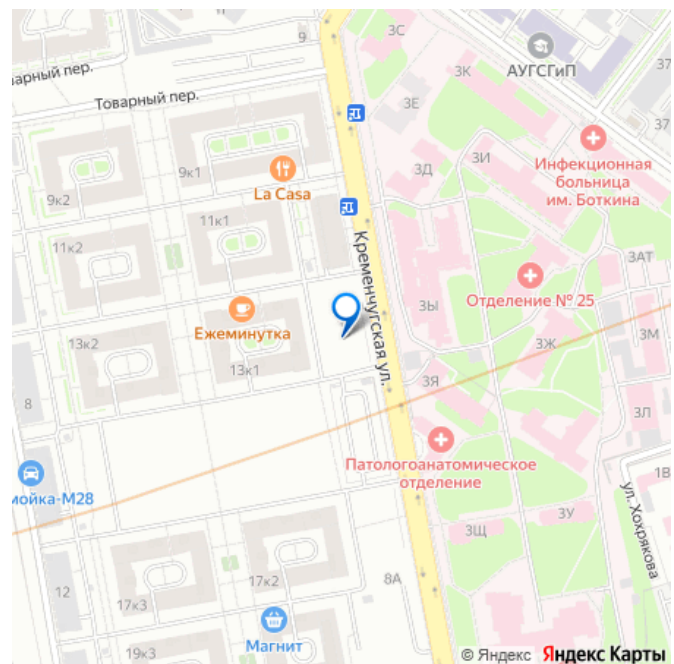 9
3С
АУГСГиП
37
3К
арный пер.
Товарный пер.
3Е
37
3И
Инфекционная
больница
им. Боткина
3Д
9к1
La Casa
9к2
11к1
11к2
Кременчугская ул.
3АТ
Отделение № 25
3Ы
3М
Ежеминутка
13к2
3Ж
13к1
3Я
8
3Л
Патологоанатомическое
отделение
1В
мойка-М28
ул. Хохрякова
3У
3Щ
17к2
8А
12
17к3
Магнит
19к3
© Яндекс Яндекс Карты